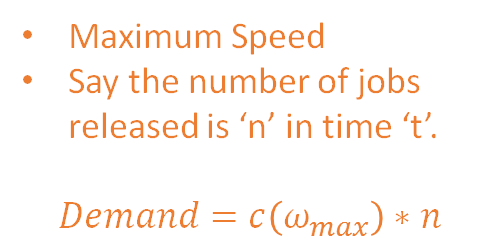 • Maximum Speed
• Say the number of jobs
released is ‘n’ in time ‘t’.
Demand = c(ω_max) * n